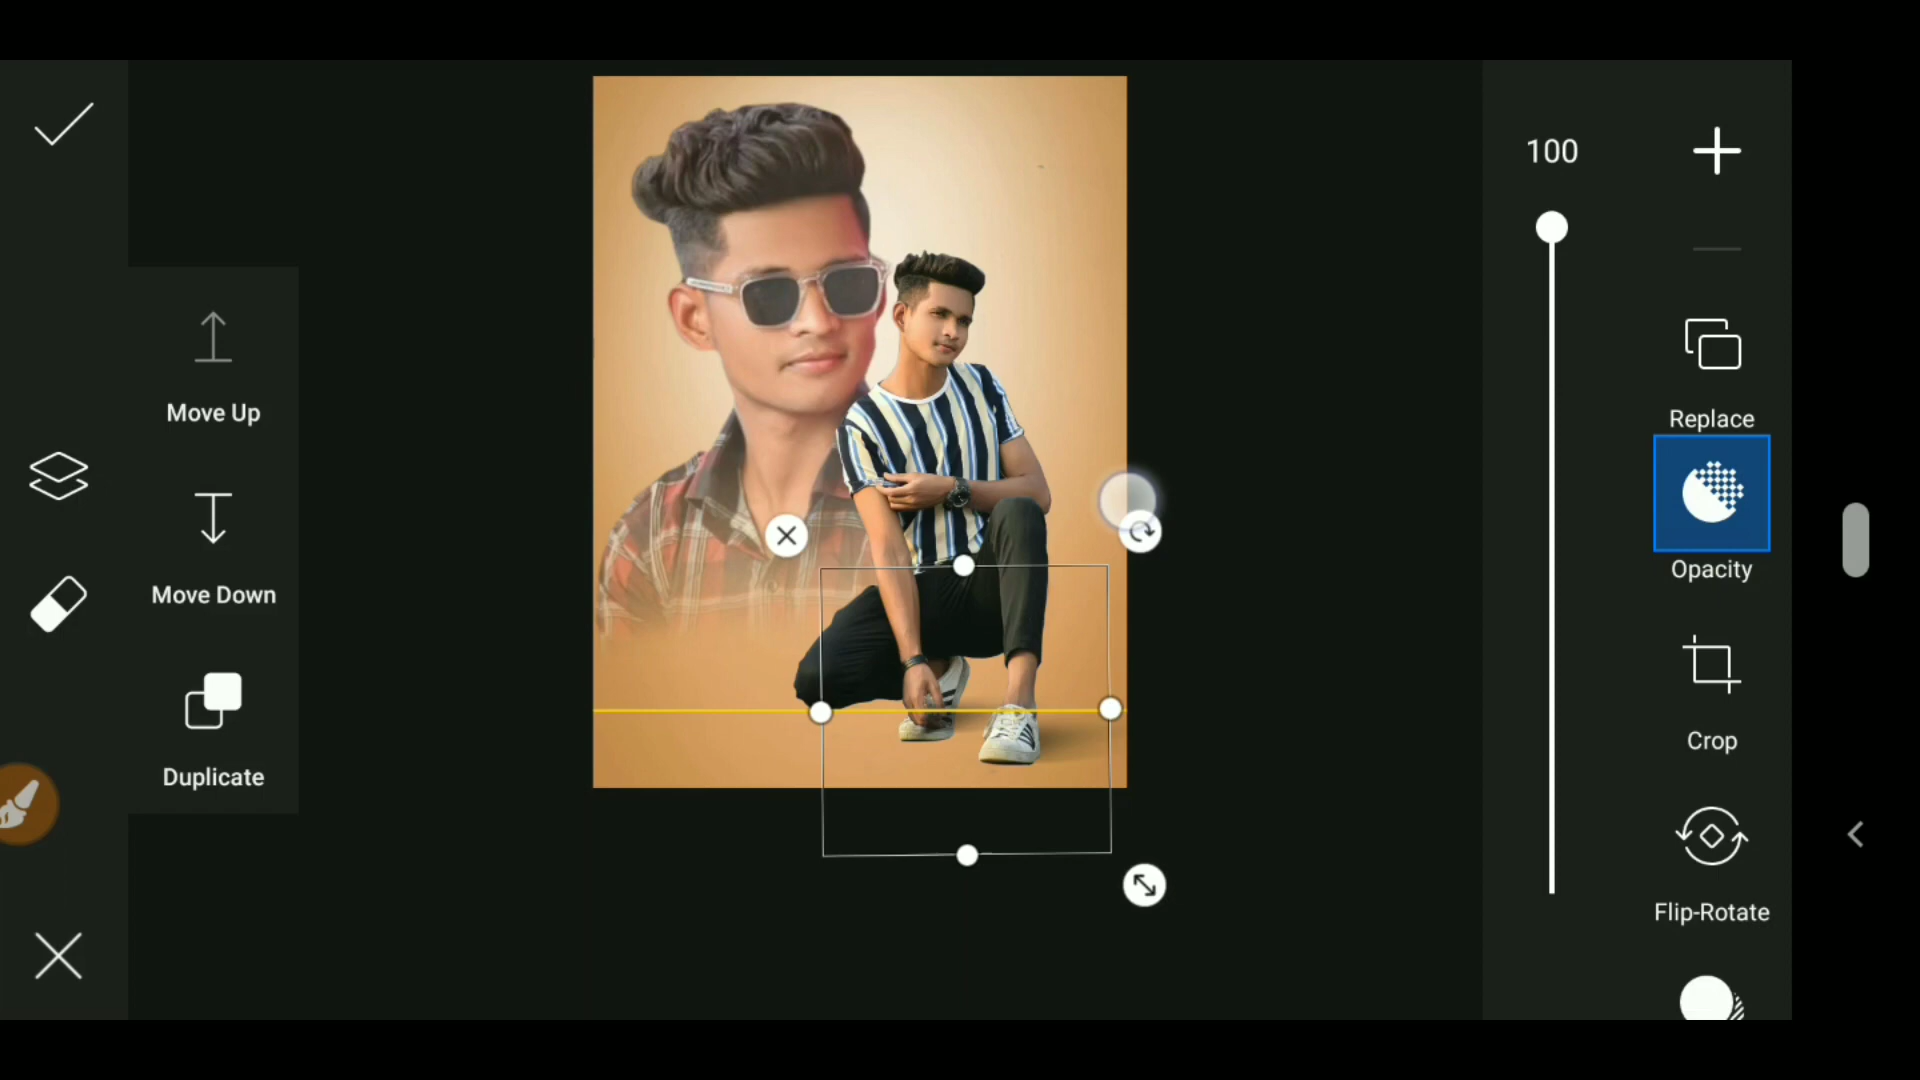 100
Move Up
Replace
Opacity
Move Down
Crop
Duplicate
Flip-Rotate